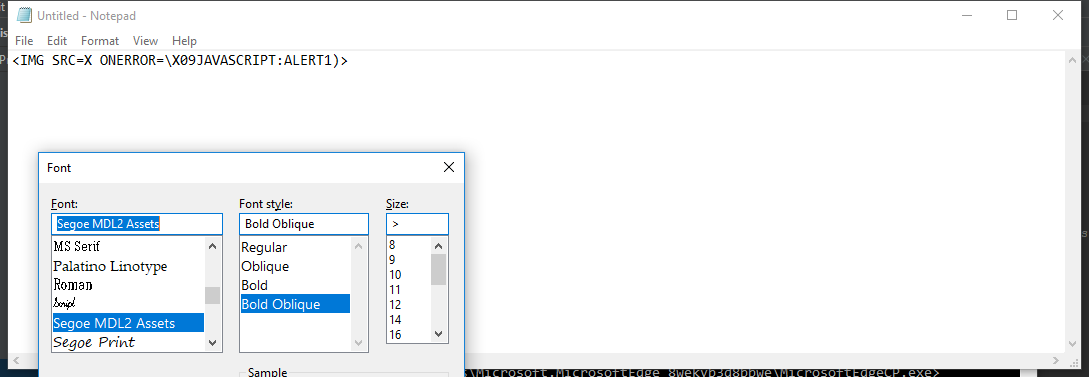 Untitled - Notepad
File Edit Format View Help
<IMG SRC=X ONERROR=\X09JAVASCRIPT:ALERT1)>
Font
Font: Font style: Size:
Segoe MDL2 Assets Bold Oblique >
MS Serif Regular 8
Palatino Linotype Oblique 9
Roman Bold 10
Script Bold Oblique 11
Segoe MDL2 Assets 12
Segoe Print 14
16
Sample
\Microsoft.MicrosoftEdge_8wekyb3d8bbwe\MicrosoftEdgeCP.exe>